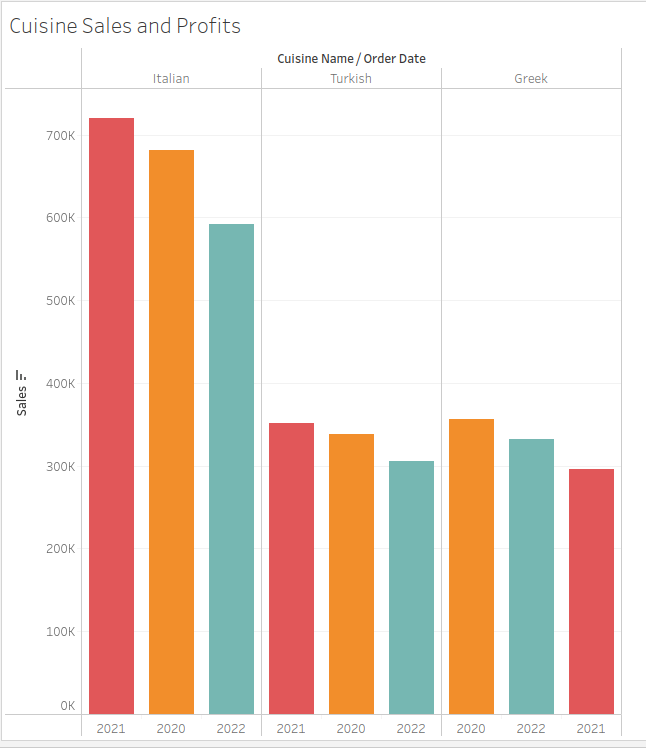 Cuisine Sales and Profits
Cuisine Name / Order Date
Italian Turkish Greek
700K
600K
500K
400K
300K
200K
100K
0K
Sales
2021 2020 2022 2021 2020 2022 2020 2022 2021